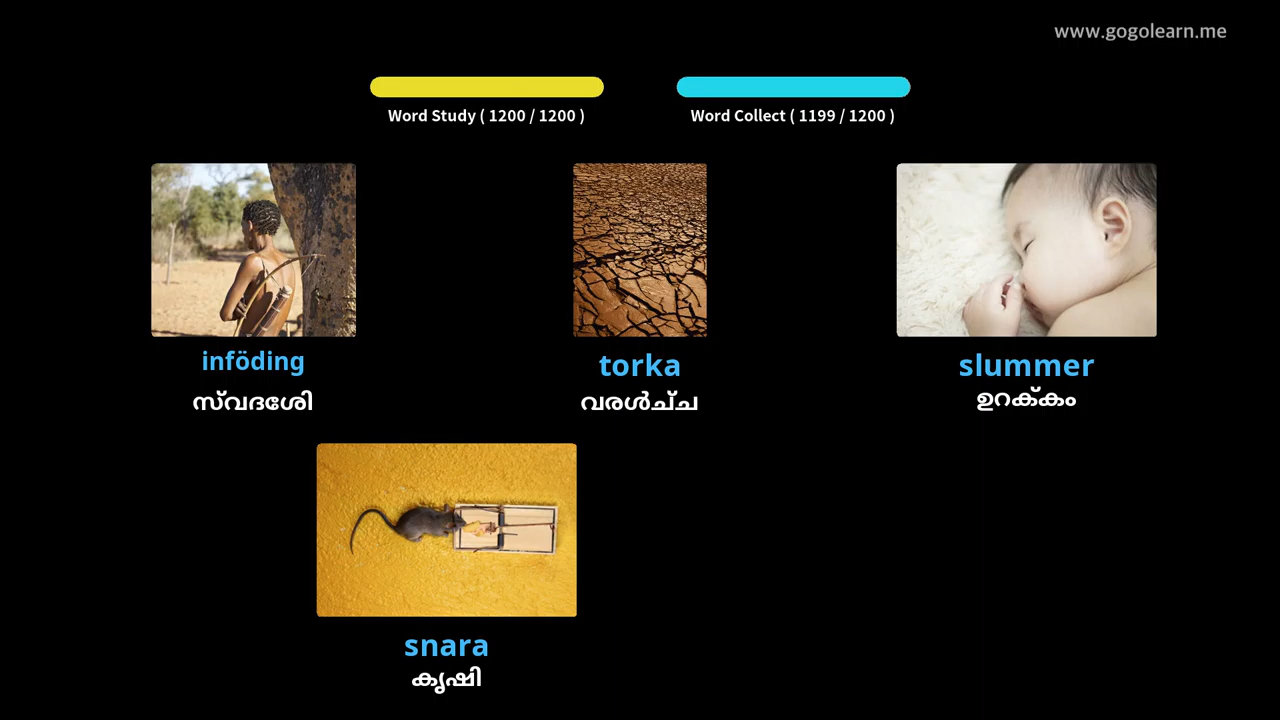 www.gogolearn.me
Word Study ( 1200 / 1200 )
Word Collect ( 1199 / 1200 )
inföding
torka
slummer
സ്വദേശി
വരൾച്ച
ഉറക്കം
snara
കൃഷി